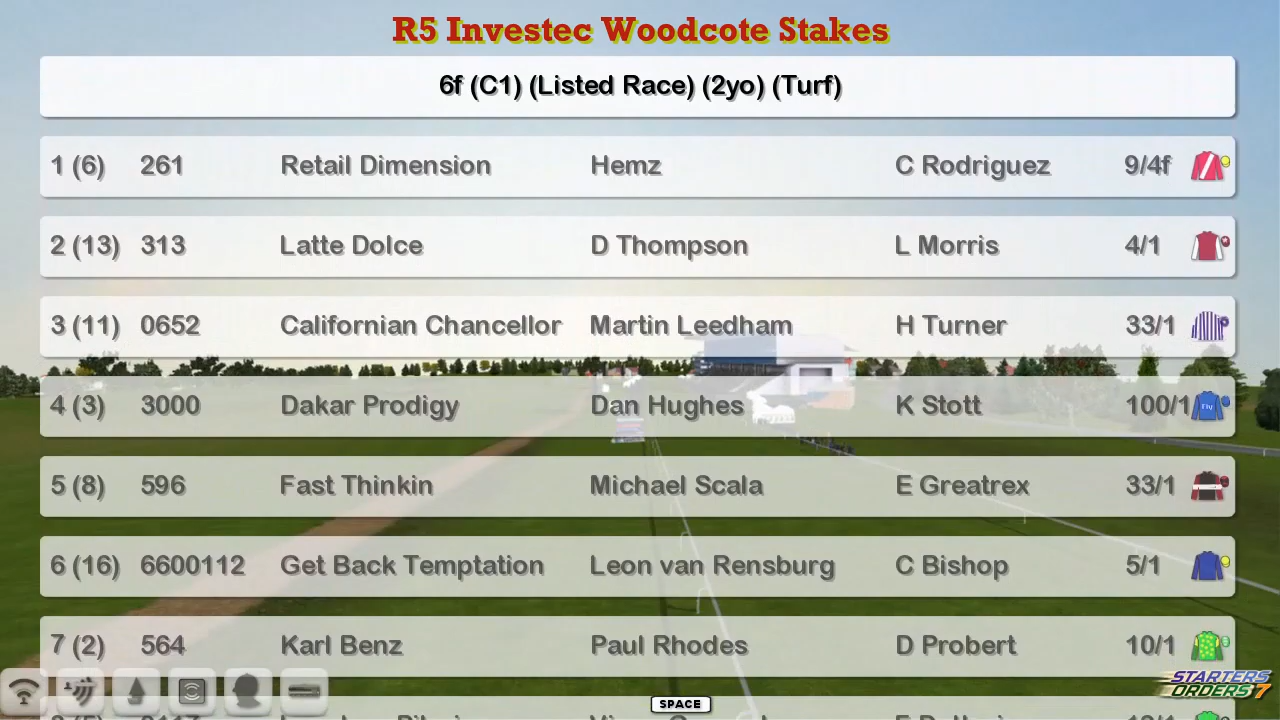 R5 Investec Woodcote Stakes
6f (C1) (Listed Race) (2yo) (Turf)
1 (6) 261 Retail Dimension Hemz C Rodriguez 9/4f
2 (13) 313 Latte Dolce D Thompson L Morris 4/1
3 (11) 0652 Californian Chancellor Martin Leedham H Turner 33/1
4 (3) 3000 Dakar Prodigy Dan Hughes K Stott 100/1 Fly
5 (8) 596 Fast Thinkin Michael Scala E Greatrex 33/1
6 (16) 6600112 Get Back Temptation Leon van Rensburg C Bishop 5/1
7 (2) 564 Karl Benz Paul Rhodes D Probert 10/1
STARTERS ORDERS 7
SPACE